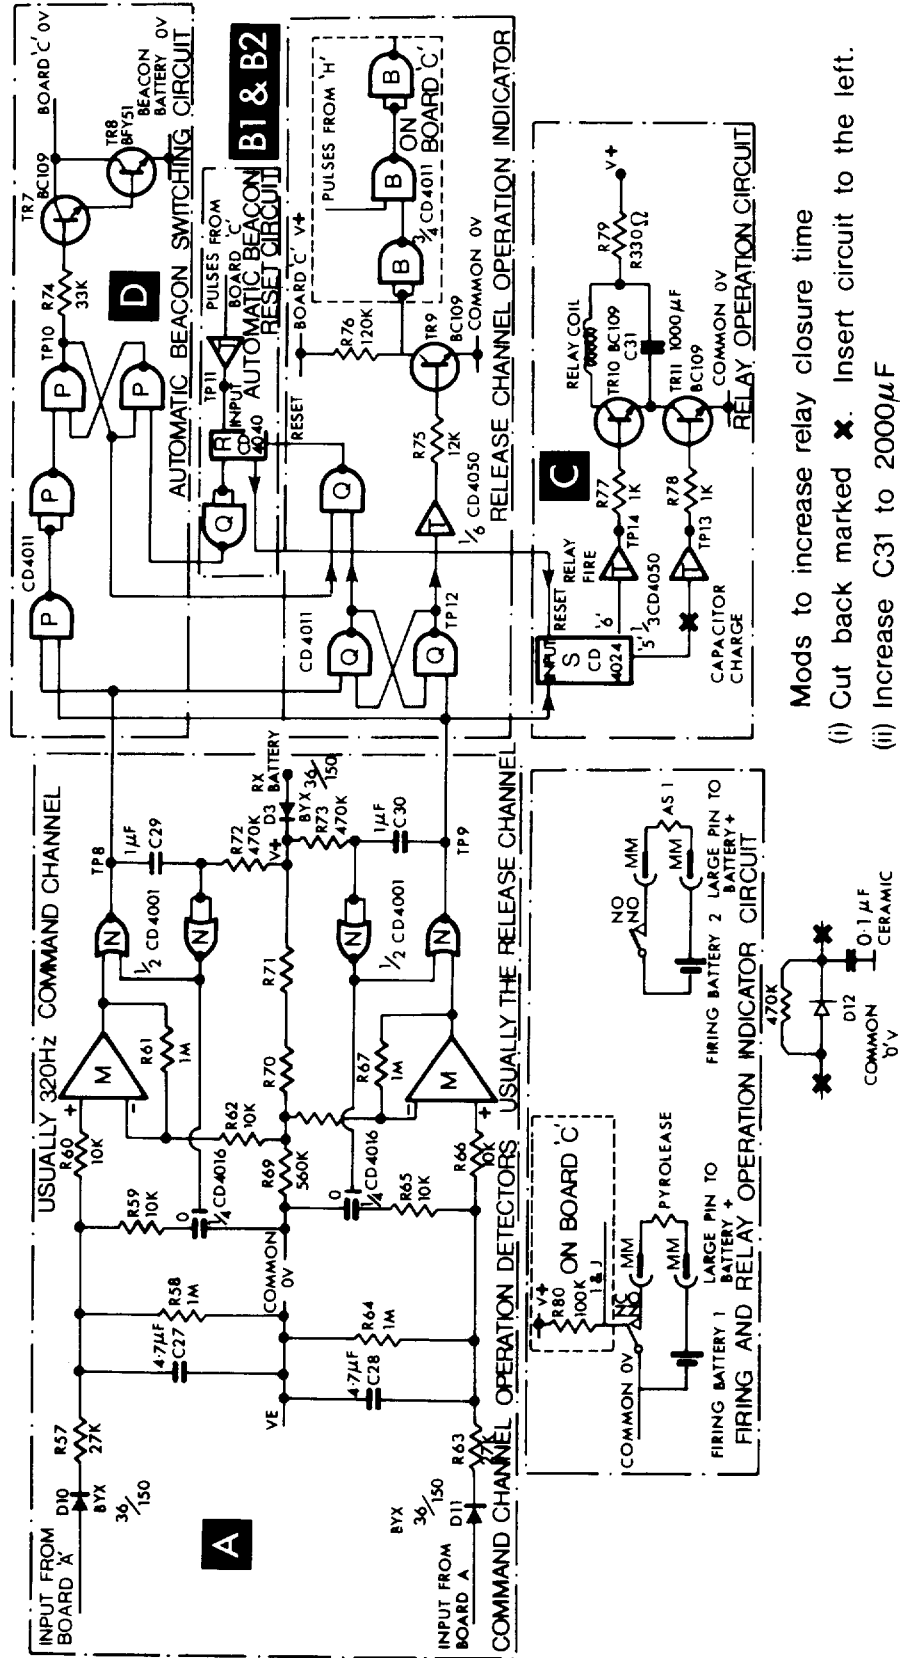 INPUT FROM
BOARD 'A'
D10
BYX
36/150
R57
27K
4·7µF
C27
R58
1M
R59
10K
R60
10K
USUALLY 320Hz COMMAND CHANNEL
+
-
M
R61
1M
0
1/4 CD4016
R62
10K
N
N
1/2 CD4001
TP8
1µF
C29
R72
470K
V+
RX
BATTERY
D3
BYX 36/150
R73
470K
1µF
C30
TP9
VE
COMMON
0V
R69
560K
R70
R71
A
4·7µF
C28
R64
1M
0
1/4 CD4016
R65
10K
R67
1M
N
N
1/2 CD4001
M
-
+
BYX
36/150
D11
INPUT FROM
BOARD A
R63
27K
R66
10K
COMMAND CHANNEL OPERATION DETECTORS
USUALLY THE RELEASE CHANNEL
P
CD4011
P
P
P
TP10
R74
33K
TR7
BC109
BOARD 'C' 0V
TR8
BFY51
BEACON
BATTERY 0V
D
AUTOMATIC BEACON SWITCHING CIRCUIT
Q
R
CD
4040
INPUT
TP11
PULSES FROM
BOARD 'C'
AUTOMATIC BEACON
RESET CIRCUIT
RESET
B1 & B2
CD4011
Q
Q
Q
TP12
1/6 CD4050
R75
12K
TR9
BC109
R76
120K
BOARD 'C' V+
COMMON 0V
PULSES FROM 'H'
B
B
B
3/4 CD4011
ON
BOARD 'C'
RELEASE CHANNEL OPERATION INDICATOR
INPUT
S
CD
4024
RESET
RELAY
FIRE
'6'
'5'
1/3CD4050
CAPACITOR
CHARGE
T
T
TP14
TP13
R77
1K
R78
1K
C
RELAY COIL
TR10 BC109
C31
1000µF
TR11
BC109
R79
R330Ω
V+
COMMON 0V
RELAY OPERATION CIRCUIT
ON BOARD 'C'
V+
R80
100K
1 & J
COMMON 0V
NC
NO
MM
MM
PYROLEASE
FIRING BATTERY 1
LARGE PIN TO
BATTERY +
NO
NO
MM
MM
AS 1
FIRING BATTERY 2
LARGE PIN TO
BATTERY+
FIRING AND RELAY OPERATION INDICATOR CIRCUIT
470K
D12
COMMON
'0'V
0·1µF
CERAMIC
Mods to increase relay closure time
(i) Cut back marked ✖. Insert circuit to the left.
(ii) Increase C31 to 2000µF